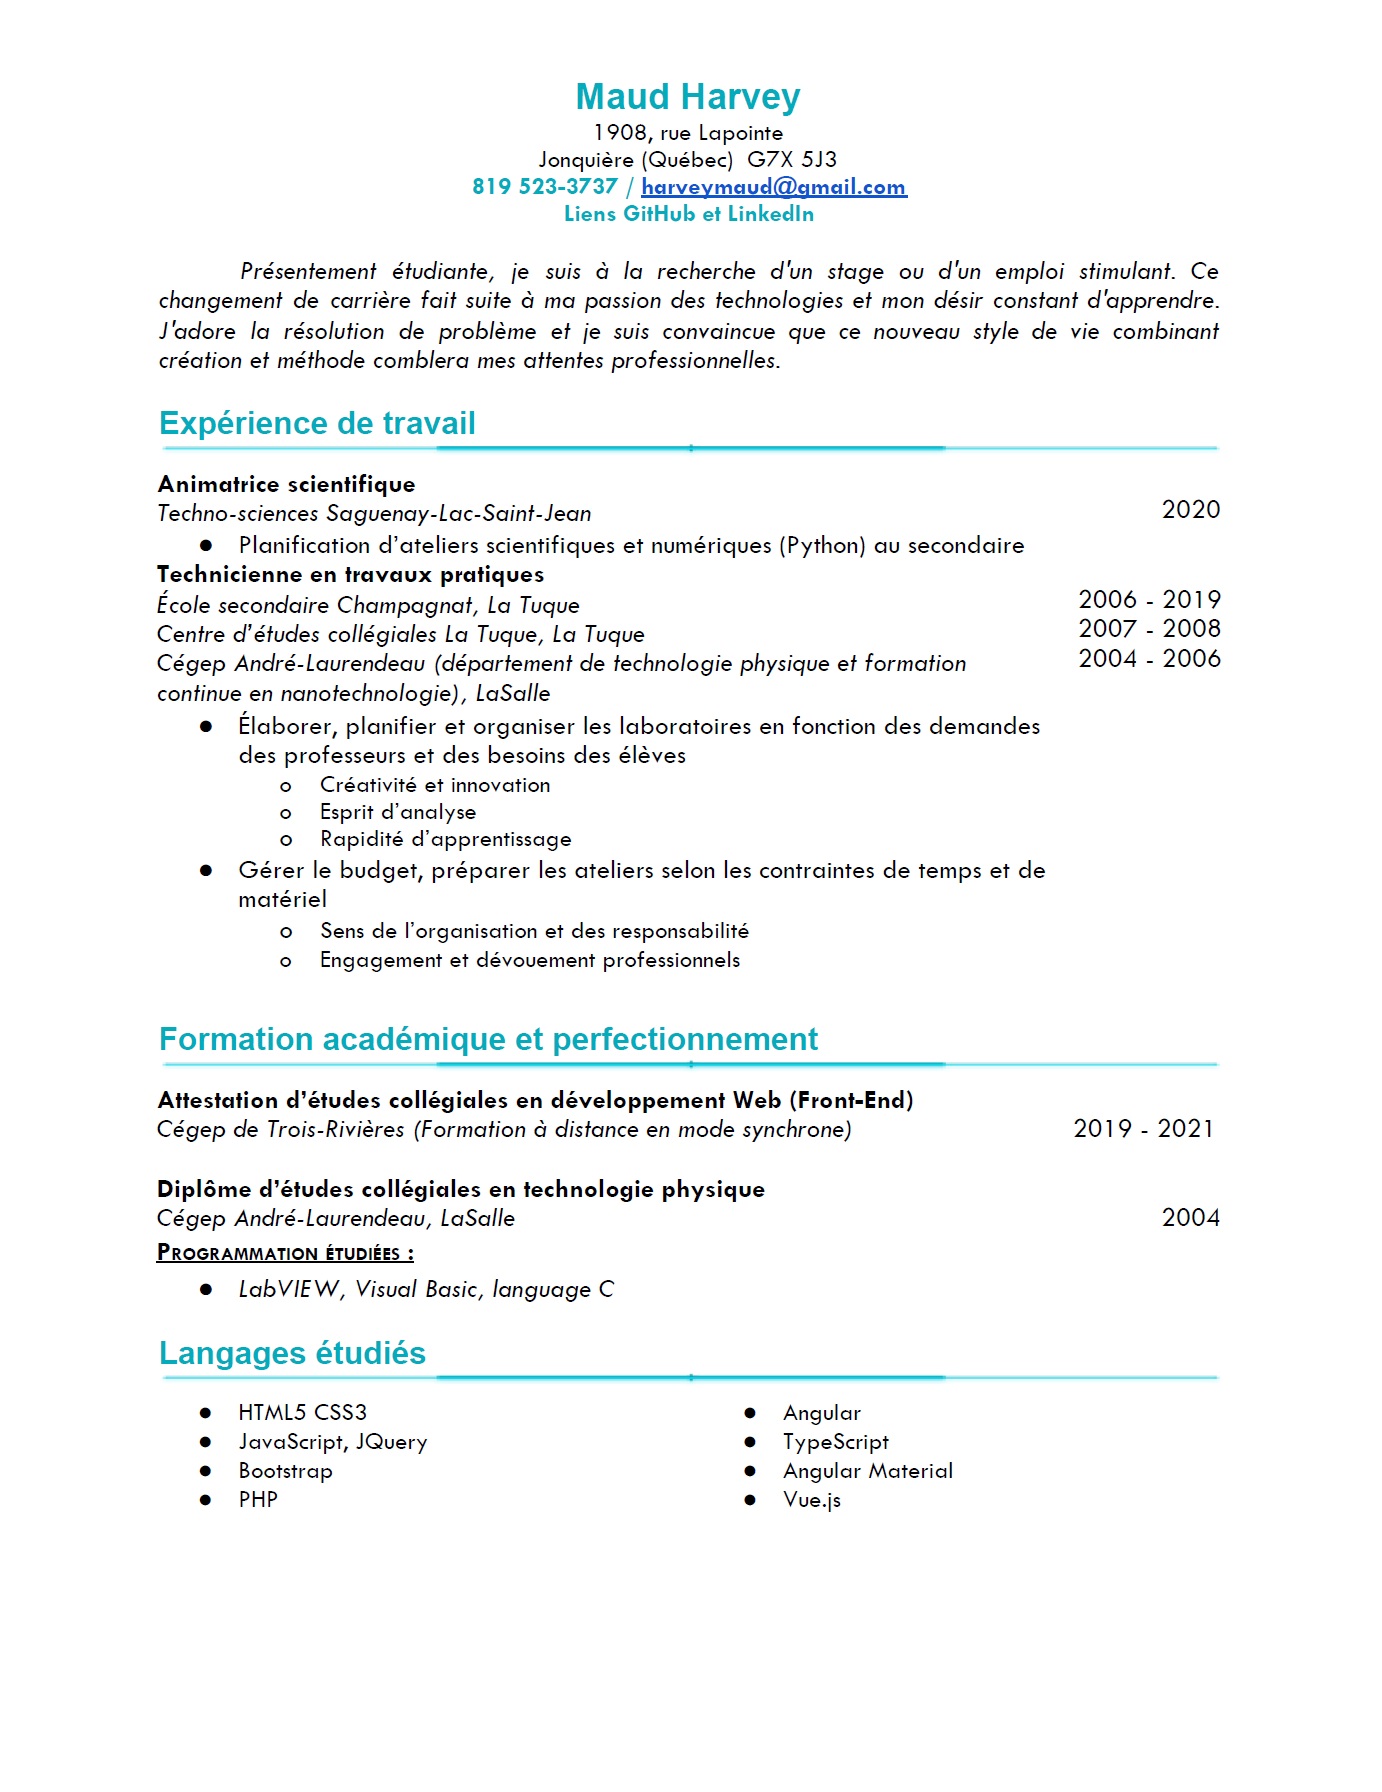 Maud Harvey
1908, rue Lapointe
Jonquière (Québec)  G7X 5J3
819 523-3737 / harveymaud@gmail.com
Liens GitHub et LinkedIn
Présentement étudiante, je suis à la recherche d'un stage ou d'un emploi stimulant. Ce
changement de carrière fait suite à ma passion des technologies et mon désir constant d'apprendre.
J'adore la résolution de problème et je suis convaincue que ce nouveau style de vie combinant
création et méthode comblera mes attentes professionnelles.
Expérience de travail
Animatrice scientifique
Techno-sciences Saguenay-Lac-Saint-Jean 2020
● Planification d’ateliers scientifiques et numériques (Python) au secondaire
Technicienne en travaux pratiques
École secondaire Champagnat, La Tuque 2006 - 2019
Centre d’études collégiales La Tuque, La Tuque 2007 - 2008
Cégep André-Laurendeau (département de technologie physique et formation 2004 - 2006
continue en nanotechnologie), LaSalle
● Élaborer, planifier et organiser les laboratoires en fonction des demandes
des professeurs et des besoins des élèves
o Créativité et innovation
o Esprit d’analyse
o Rapidité d’apprentissage
● Gérer le budget, préparer les ateliers selon les contraintes de temps et de
matériel
o Sens de l’organisation et des responsabilité
o Engagement et dévouement professionnels
Formation académique et perfectionnement
Attestation d’études collégiales en développement Web (Front-End)
Cégep de Trois-Rivières (Formation à distance en mode synchrone) 2019 - 2021
Diplôme d’études collégiales en technologie physique
Cégep André-Laurendeau, LaSalle 2004
PROGRAMMATION ÉTUDIÉES :
● LabVIEW, Visual Basic, language C
Langages étudiés
● HTML5 CSS3
● JavaScript, JQuery
● Bootstrap
● PHP
● Angular
● TypeScript
● Angular Material
● Vue.js